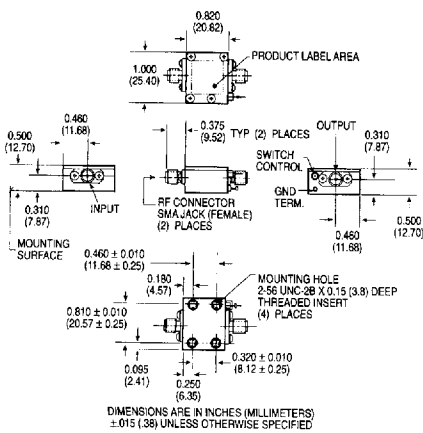 0.820
(20.82)
PRODUCT LABEL AREA
1.000
(25.40)
0.375
(9.52)
TYP (2) PLACES
OUTPUT
0.460
(11.68)
0.500
(12.70)
0.310
(7.87)
SWITCH
CONTROL
INPUT
0.310
(7.87)
RF CONNECTOR
SMA JACK (FEMALE)
(2) PLACES
GND
TERM.
0.460
(11.68)
0.500
(12.70)
MOUNTING
SURFACE
0.460 ± 0.010
(11.68 ± 0.25)
0.180
(4.57)
MOUNTING HOLE
2-56 UNC-2B X 0.15 (3.8) DEEP
THREADED INSERT
(4) PLACES
0.810 ± 0.010
(20.57 ± 0.25)
0.320 ± 0.010
(8.12 ± 0.25)
0.095
(2.41)
0.250
(6.35)
DIMENSIONS ARE IN INCHES (MILLIMETERS)
±.015 (.38) UNLESS OTHERWISE SPECIFIED